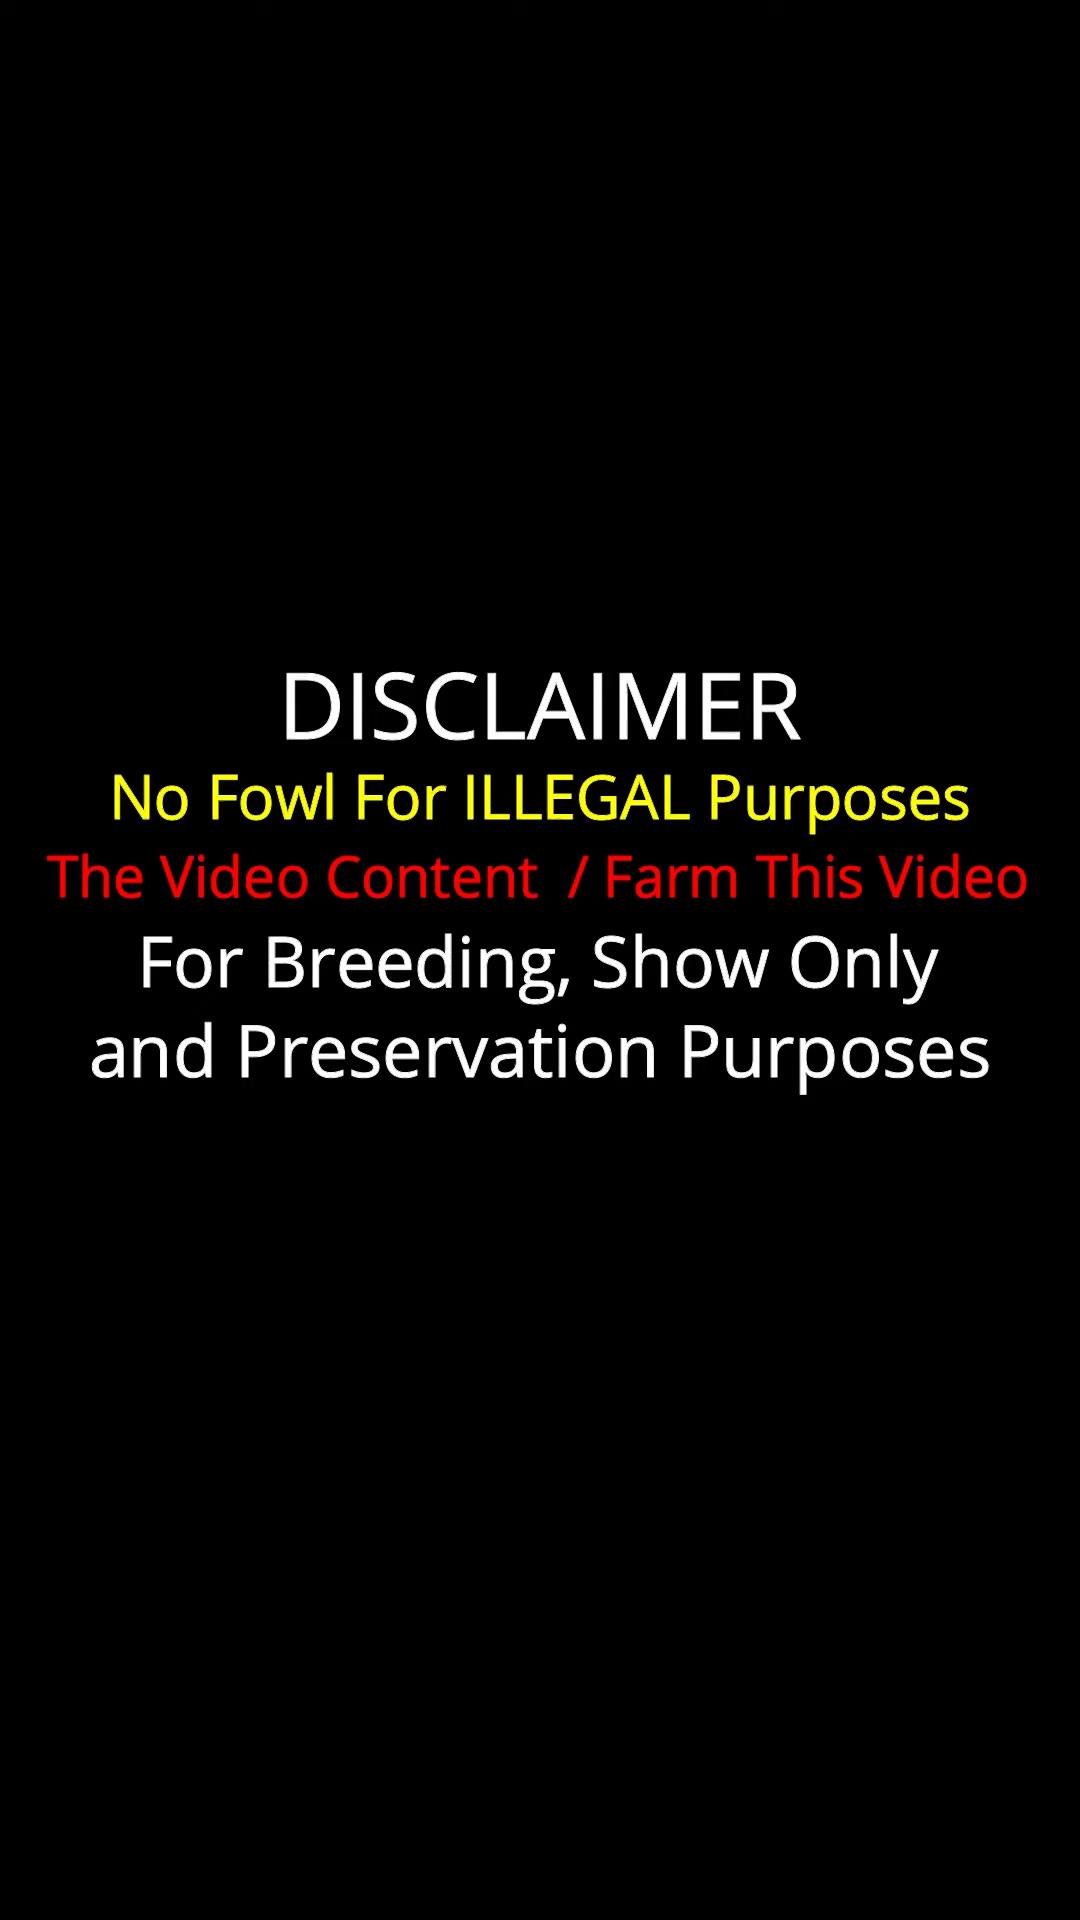 DISCLAIMER
No Fowl For ILLEGAL Purposes
The Video Content / Farm This Video
For Breeding, Show Only
and Preservation Purposes